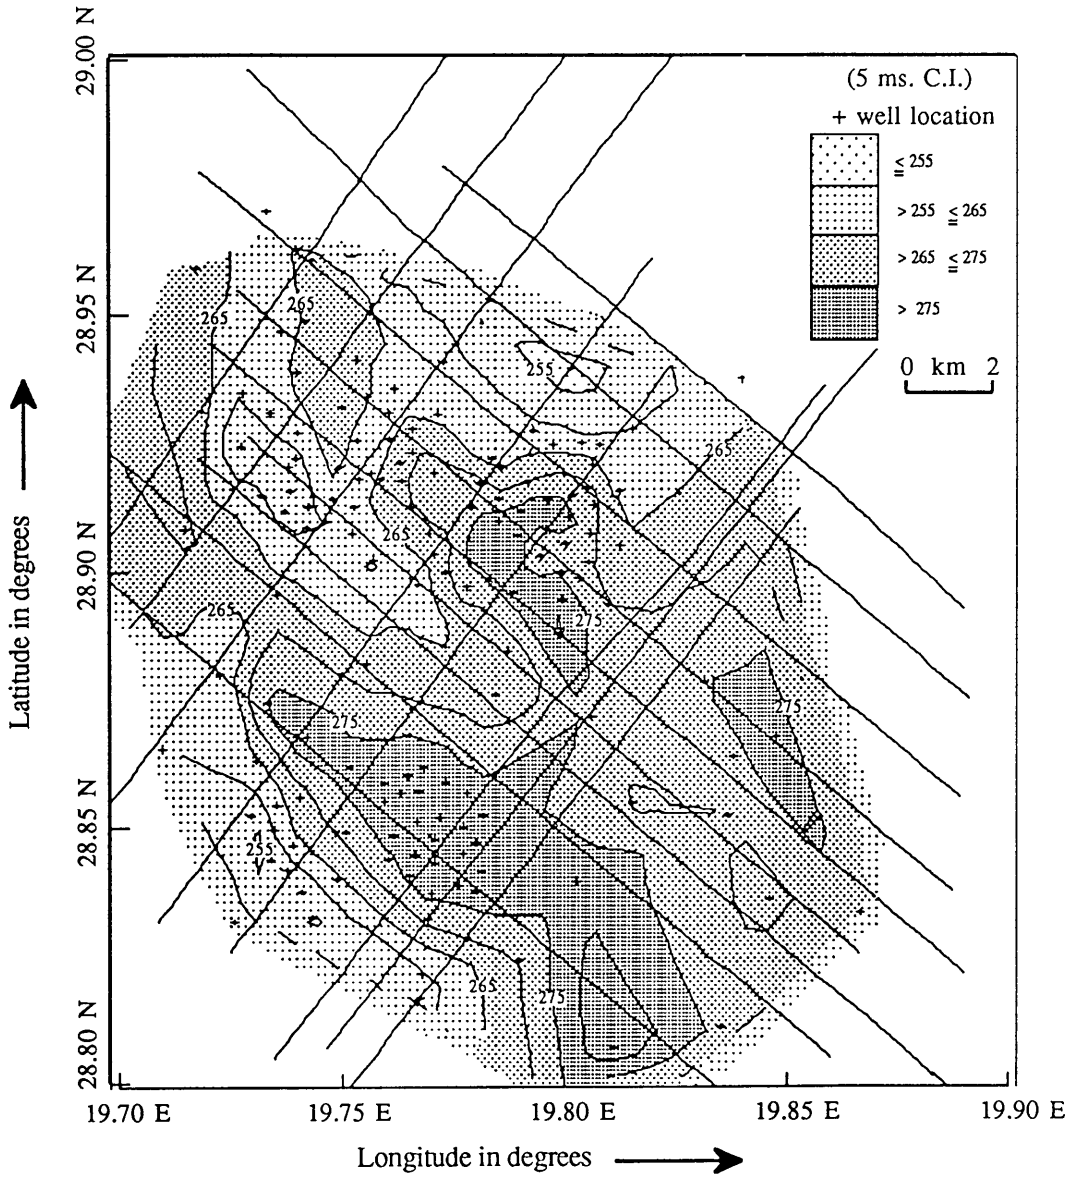 29.00 N
(5 ms. C.I.)
+ well location
≤ 255
> 255 ≤ 265
> 265 ≤ 275
> 275
0 km 2
28.95 N
265
265
255
265
28.90 N
265
265
275
275
275
Latitude in degrees
28.85 N
255
265
275
28.80 N
19.70 E 19.75 E 19.80 E 19.85 E 19.90 E
Longitude in degrees